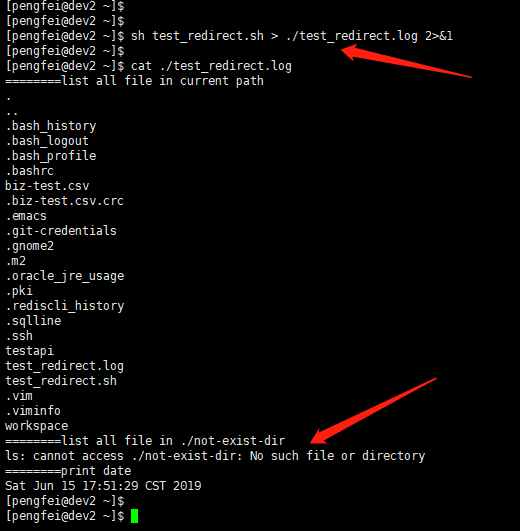 [pengfei@dev2 ~]$
[pengfei@dev2 ~]$
[pengfei@dev2 ~]$ sh test_redirect.sh > ./test_redirect.log 2>&1
[pengfei@dev2 ~]$
[pengfei@dev2 ~]$ cat ./test_redirect.log
========list all file in current path
.
..
.bash_history
.bash_logout
.bash_profile
.bashrc
biz-test.csv
.biz-test.csv.crc
.emacs
.git-credentials
.gnome2
.m2
.oracle_jre_usage
.pki
.rediscli_history
.sqlline
.ssh
testapi
test_redirect.log
test_redirect.sh
.vim
.viminfo
workspace
========list all file in ./not-exist-dir
ls: cannot access ./not-exist-dir: No such file or directory
========print date
Sat Jun 15 17:51:29 CST 2019
[pengfei@dev2 ~]$
[pengfei@dev2 ~]$